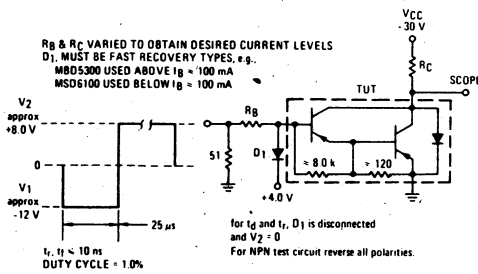 RB & RC VARIED TO OBTAIN DESIRED CURRENT LEVELS
D1, MUST BE FAST RECOVERY TYPES, e.g.,
MBD5300 USED ABOVE IB ≈ 100 mA
MSD6100 USED BELOW IB ≈ 100 mA
VCC
-30 V
RC
SCOPE
TUT
V2
approx
+8.0 V
0
V1
approx
-12 V
25 µs
RB
51
D1
+4.0 V
≈ 8.0 k
≈ 120
tr, tf ≤ 10 ns
DUTY CYCLE = 1.0%
for td and tr, D1 is disconnected
and V2 = 0
For NPN test circuit reverse all polarities.